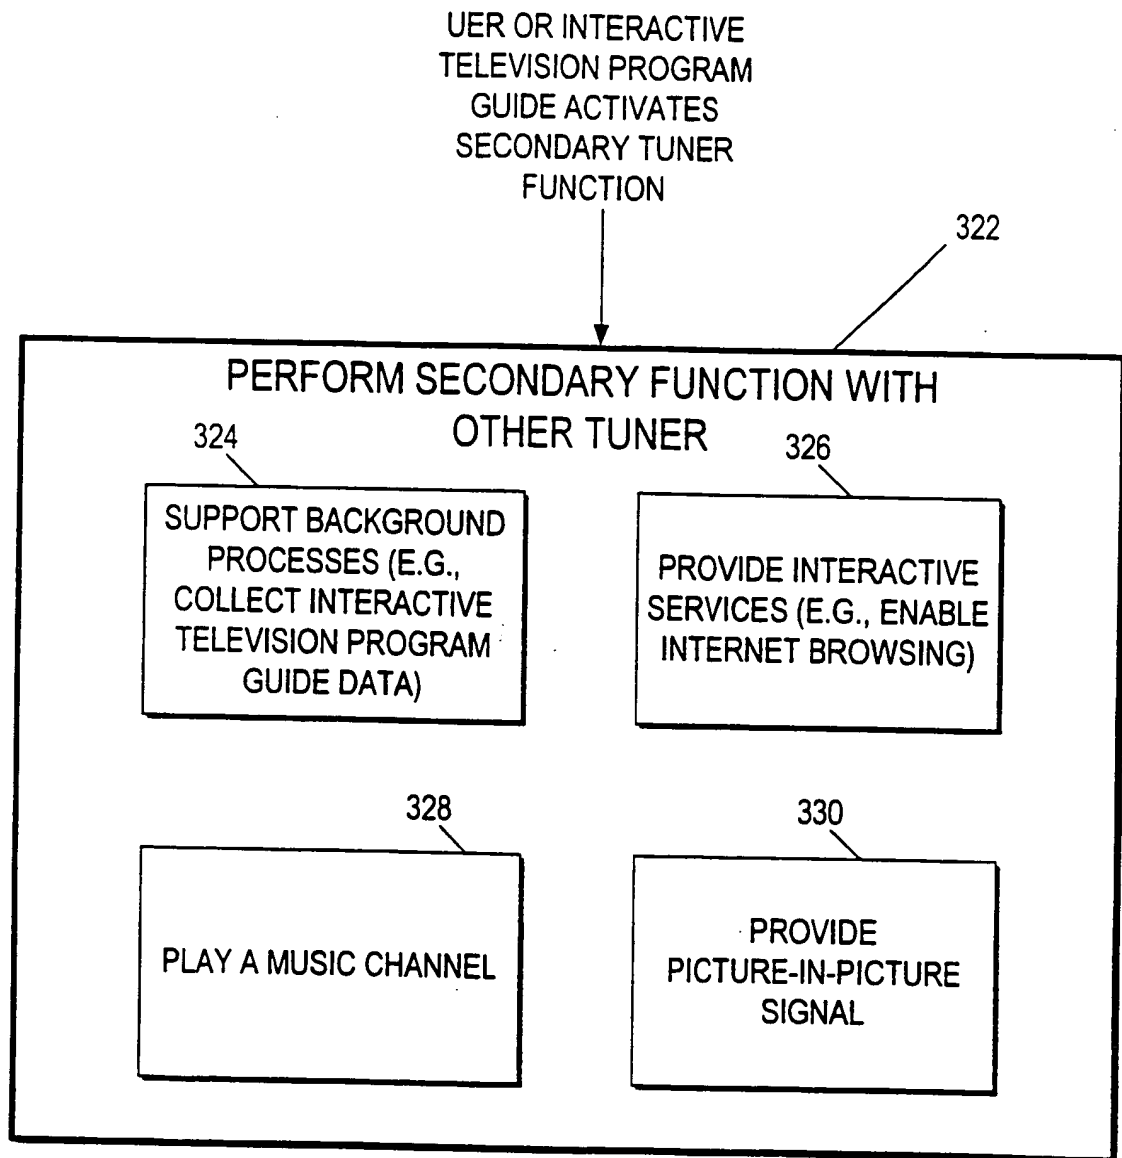 UER OR INTERACTIVE
TELEVISION PROGRAM
GUIDE ACTIVATES
SECONDARY TUNER
FUNCTION
322
PERFORM SECONDARY FUNCTION WITH
OTHER TUNER
324
SUPPORT BACKGROUND
PROCESSES (E.G.,
COLLECT INTERACTIVE
TELEVISION PROGRAM
GUIDE DATA)
326
PROVIDE INTERACTIVE
SERVICES (E.G., ENABLE
INTERNET BROWSING)
328
PLAY A MUSIC CHANNEL
330
PROVIDE
PICTURE-IN-PICTURE
SIGNAL